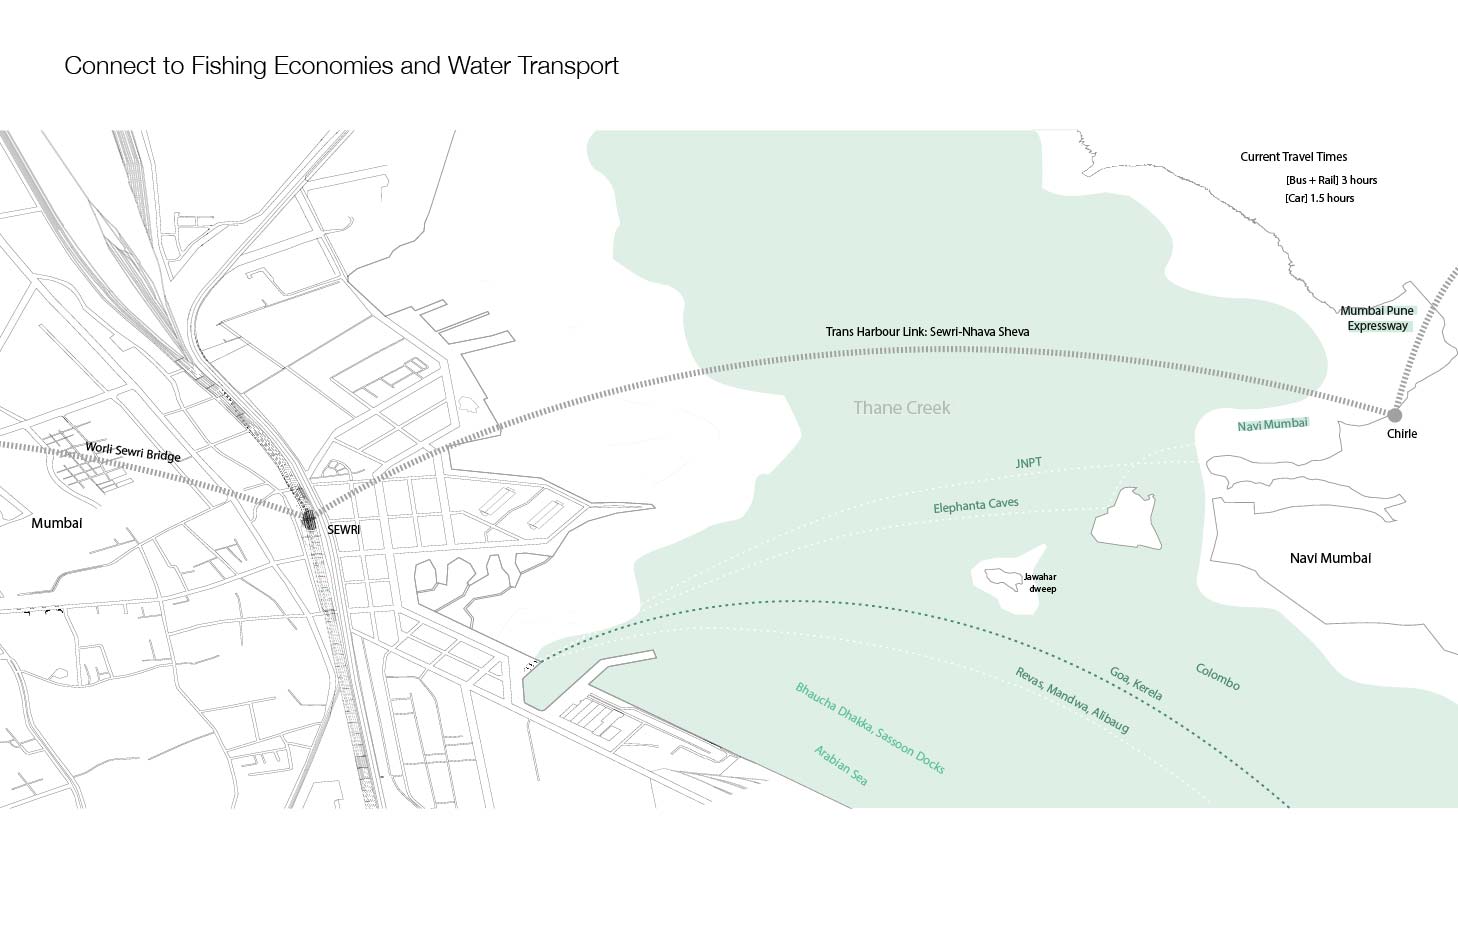 Connect to Fishing Economies and Water Transport
Current Travel Times
[Bus + Rail] 3 hours
[Car] 1.5 hours
Mumbai Pune
Expressway
Trans Harbour Link: Sewri-Nhava Sheva
Thane Creek
Navi Mumbai
Chirle
Worli Sewri Bridge
JNPT
Elephanta Caves
Mumbai
SEWRI
Navi Mumbai
Jawahar
dweep
Goa, Kerela
Colombo
Revas, Mandwa, Alibaug
Bhaucha Dhakka, Sassoon Docks
Arabian Sea